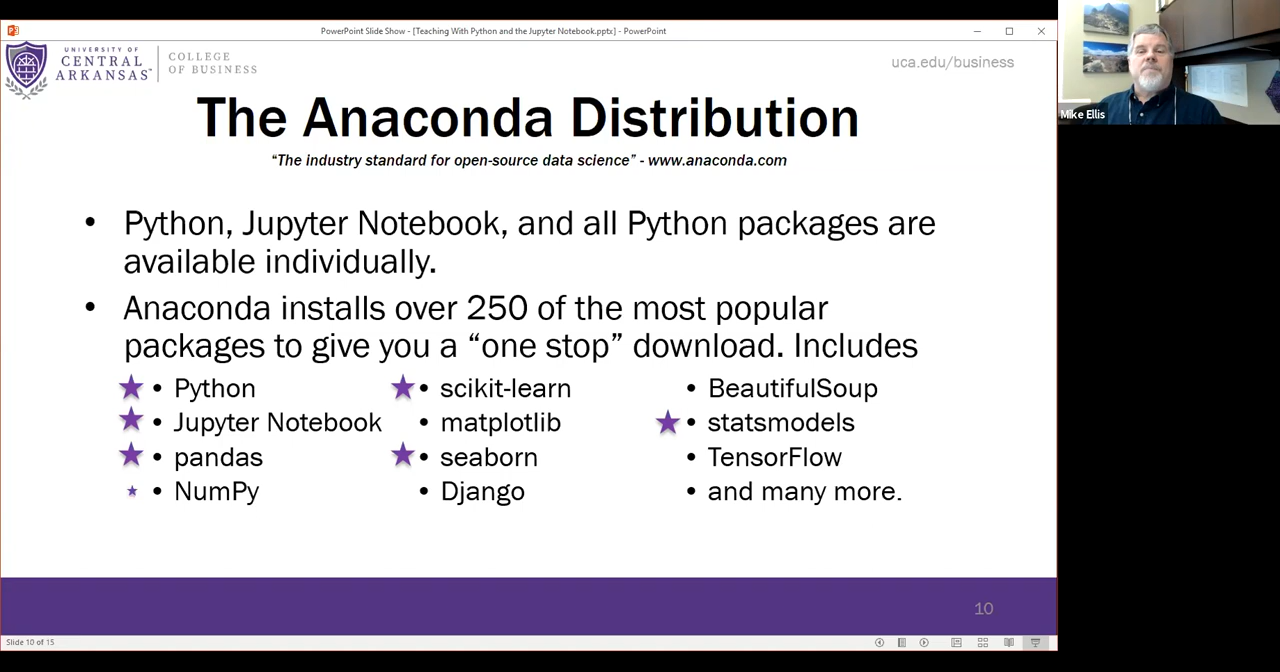 PowerPoint Slide Show - [Teaching With Python and the Jupyter Notebook.pptx] - PowerPoint
UNIVERSITY OF
CENTRAL
ARKANSAS™
COLLEGE
OF BUSINESS
uca.edu/business
The Anaconda Distribution
“The industry standard for open-source data science” - www.anaconda.com
Mike Ellis
• Python, Jupyter Notebook, and all Python packages are
available individually.
• Anaconda installs over 250 of the most popular
packages to give you a “one stop” download. Includes
• Python
• Jupyter Notebook
• pandas
• NumPy
• scikit-learn
• matplotlib
• seaborn
• Django
• BeautifulSoup
• statsmodels
• TensorFlow
• and many more.
10
Slide 10 of 15